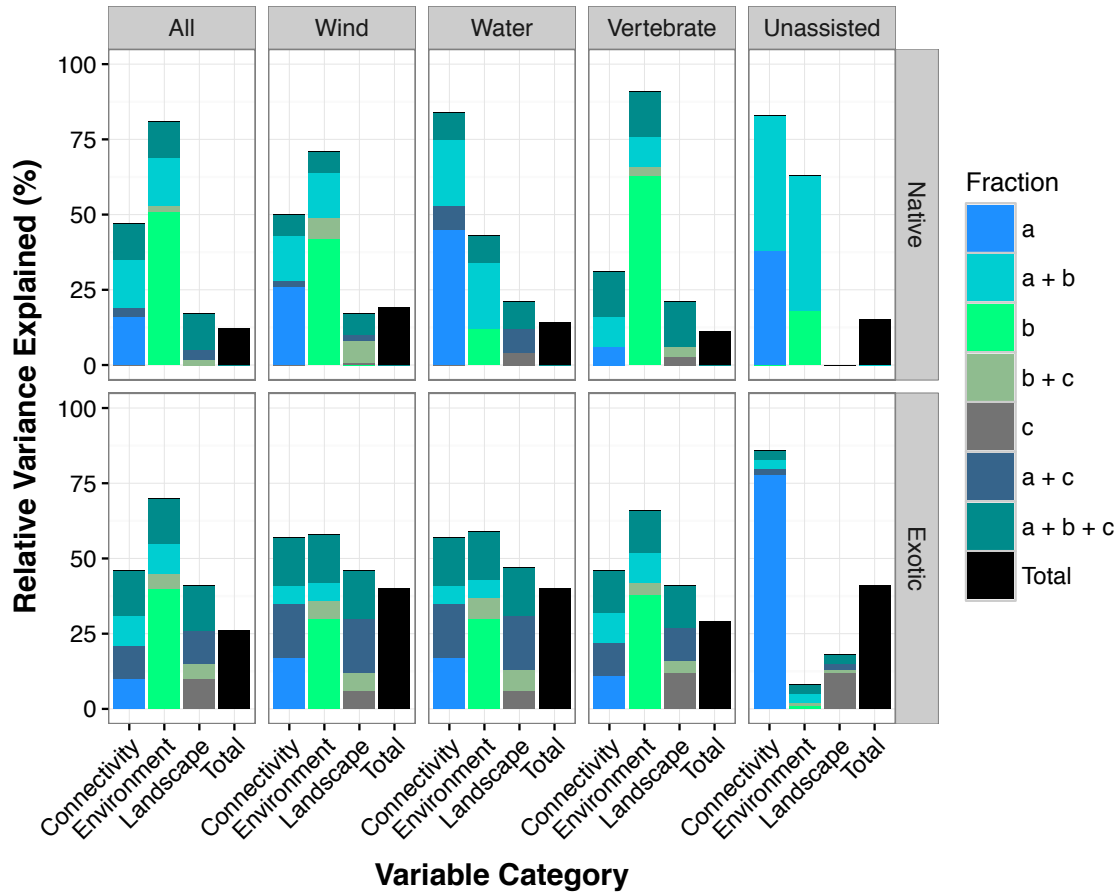 All
Wind
Water
Vertebrate
Unassisted
Relative Variance Explained (%)
100
75
50
25
0
Native
100
75
50
25
0
Exotic
Connectivity
Environment
Landscape
Total
Connectivity
Environment
Landscape
Total
Connectivity
Environment
Landscape
Total
Connectivity
Environment
Landscape
Total
Connectivity
Environment
Landscape
Total
Variable Category
Fraction
a
a + b
b
b + c
c
a + c
a + b + c
Total